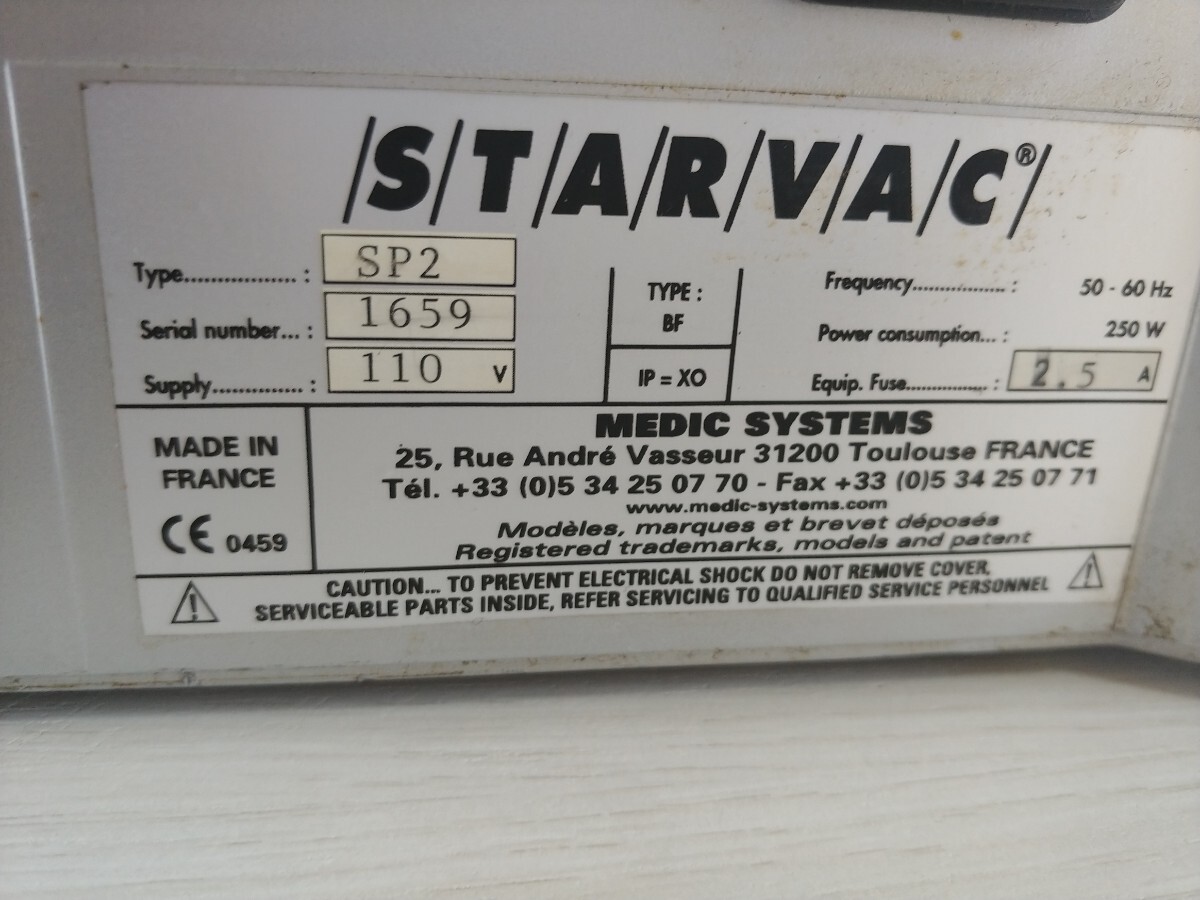 /S/T/A/R/V/A/C®/
Type................. : SP2
Serial number... : 1659
Supply.............. : 110 V
TYPE :
BF
IP = XO
Frequency................ : 50 - 60 Hz
Power consumption... : 250 W
Equip. Fuse............... : 2.5 A
MADE IN
FRANCE
CE 0459
MEDIC SYSTEMS
25, Rue André Vasseur 31200 Toulouse FRANCE
Tél. +33 (0)5 34 25 07 70 - Fax +33 (0)5 34 25 07 71
www.medic-systems.com
Modèles, marques et brevet déposés
Registered trademarks, models and patent
CAUTION... TO PREVENT ELECTRICAL SHOCK DO NOT REMOVE COVER,
SERVICEABLE PARTS INSIDE, REFER SERVICING TO QUALIFIED SERVICE PERSONNEL